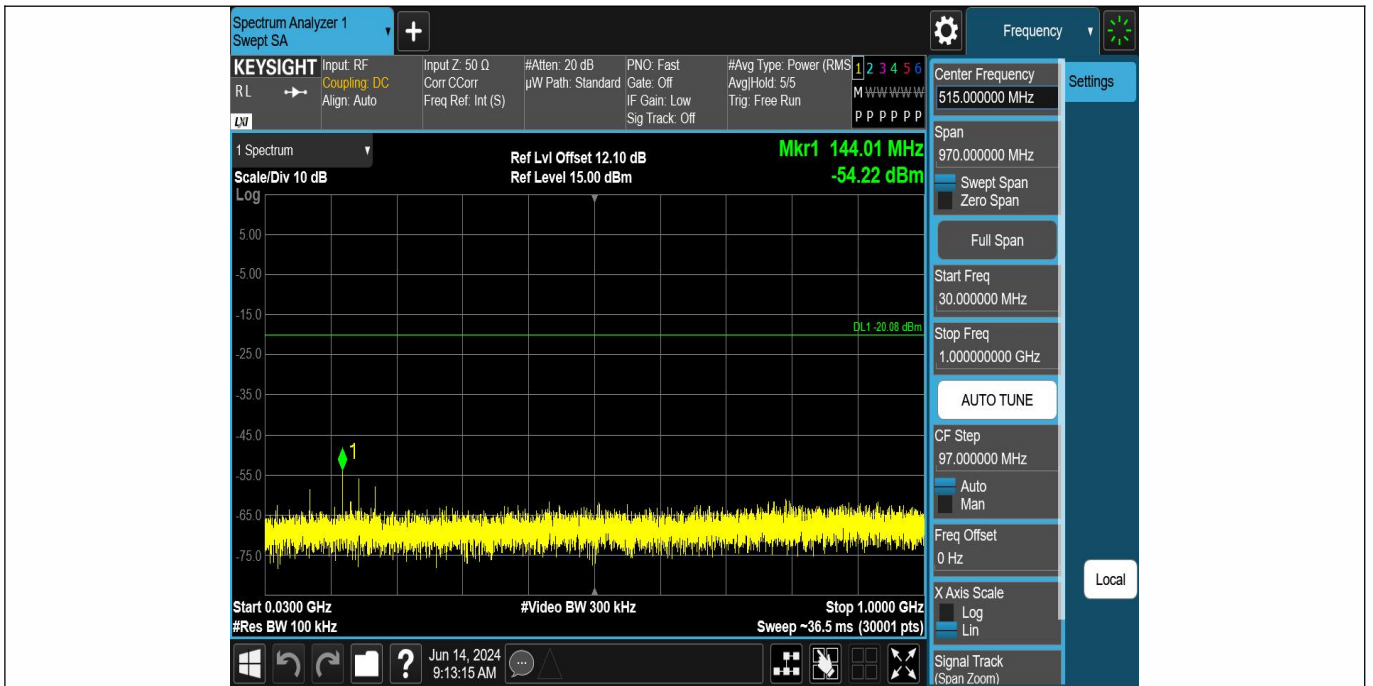 Spectrum Analyzer 1
Swept SA
+
Frequency
KEYSIGHT
RL
LXI
Input: RF
Coupling: DC
Align: Auto
Input Z: 50 Ω
Corr CCorr
Freq Ref: Int (S)
#Atten: 20 dB
µW Path: Standard
PNO: Fast
Gate: Off
IF Gain: Low
Sig Track: Off
#Avg Type: Power (RMS
Avg|Hold: 5/5
Trig: Free Run
1 2 3 4 5 6
M W W W W W
P P P P P P
1 Spectrum
Scale/Div 10 dB
Ref Lvl Offset 12.10 dB
Ref Level 15.00 dBm
Mkr1 144.01 MHz
-54.22 dBm
Log
5.00
-5.00
-15.0
DL1 -20.08 dBm
-25.0
-35.0
-45.0
1
-55.0
-65.0
-75.0
Start 0.0300 GHz
#Res BW 100 kHz
#Video BW 300 kHz
Stop 1.0000 GHz
Sweep ~36.5 ms (30001 pts)
?
Jun 14, 2024
9:13:15 AM
Center Frequency
515.000000 MHz
Settings
Span
970.000000 MHz
Swept Span
Zero Span
Full Span
Start Freq
30.000000 MHz
Stop Freq
1.000000000 GHz
AUTO TUNE
CF Step
97.000000 MHz
Auto
Man
Freq Offset
0 Hz
Local
X Axis Scale
Log
Lin
Signal Track
(Span Zoom)